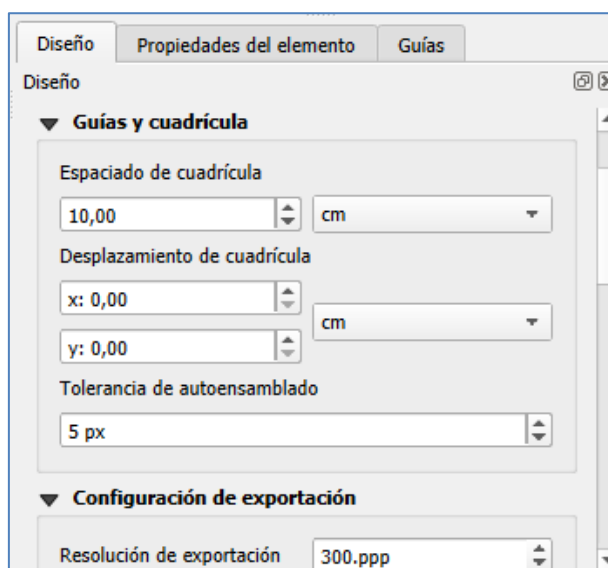 Diseño Propiedades del elemento Guías
Diseño
Guías y cuadrícula
Espaciado de cuadrícula
10,00 cm
Desplazamiento de cuadrícula
x: 0,00
cm
y: 0,00
Tolerancia de autoensamblado
5 px
Configuración de exportación
Resolución de exportación 300.ppp